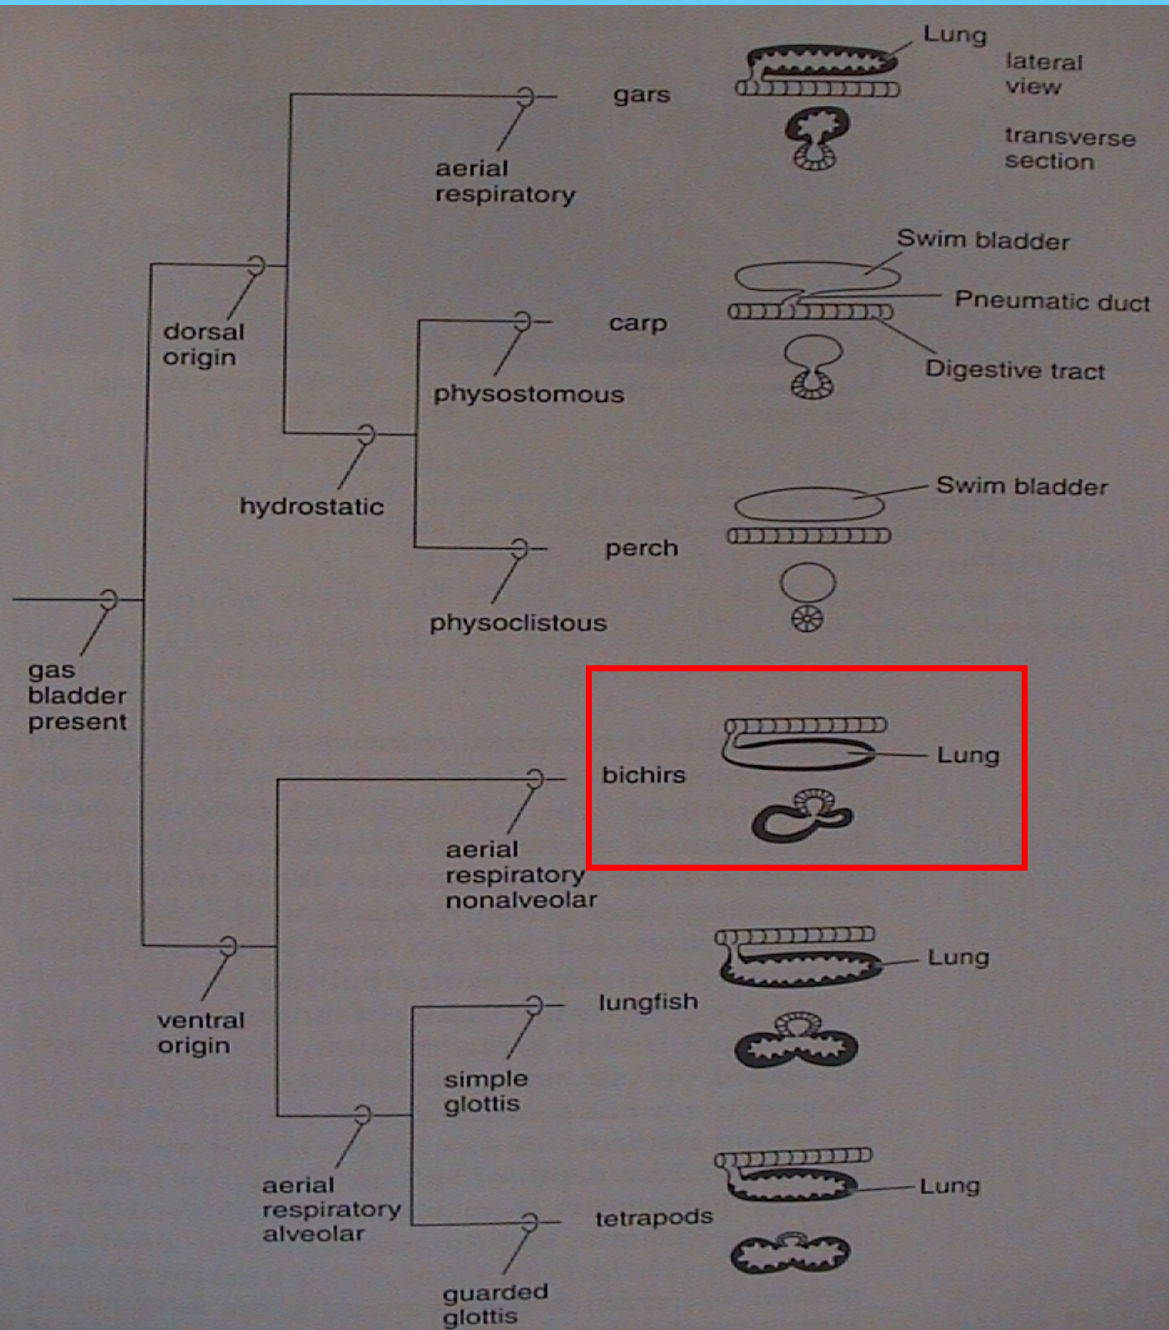 Lung
lateral
view
gars
transverse
section
aerial
respiratory
Swim bladder
Pneumatic duct
carp
dorsal
origin
Digestive tract
physostomous
Swim bladder
hydrostatic
perch
physoclistous
gas
bladder
present
bichirs
Lung
aerial
respiratory
nonalveolar
Lung
lungfish
ventral
origin
simple
glottis
aerial
respiratory
alveolar
Lung
tetrapods
guarded
glottis